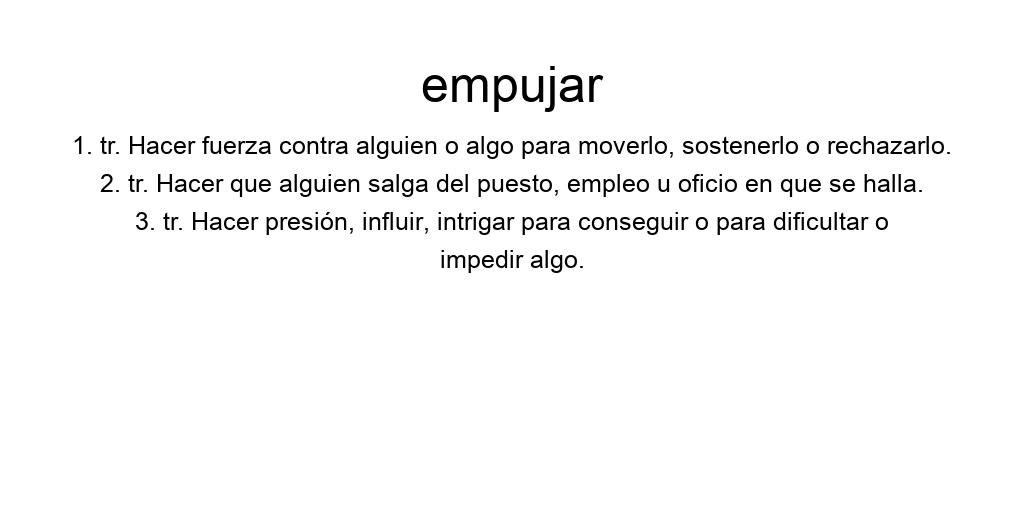 empujar
1. tr. Hacer fuerza contra alguien o algo para moverlo, sostenerlo o rechazarlo.
2. tr. Hacer que alguien salga del puesto, empleo u oficio en que se halla.
3. tr. Hacer presión, influir, intrigar para conseguir o para dificultar o
impedir algo.